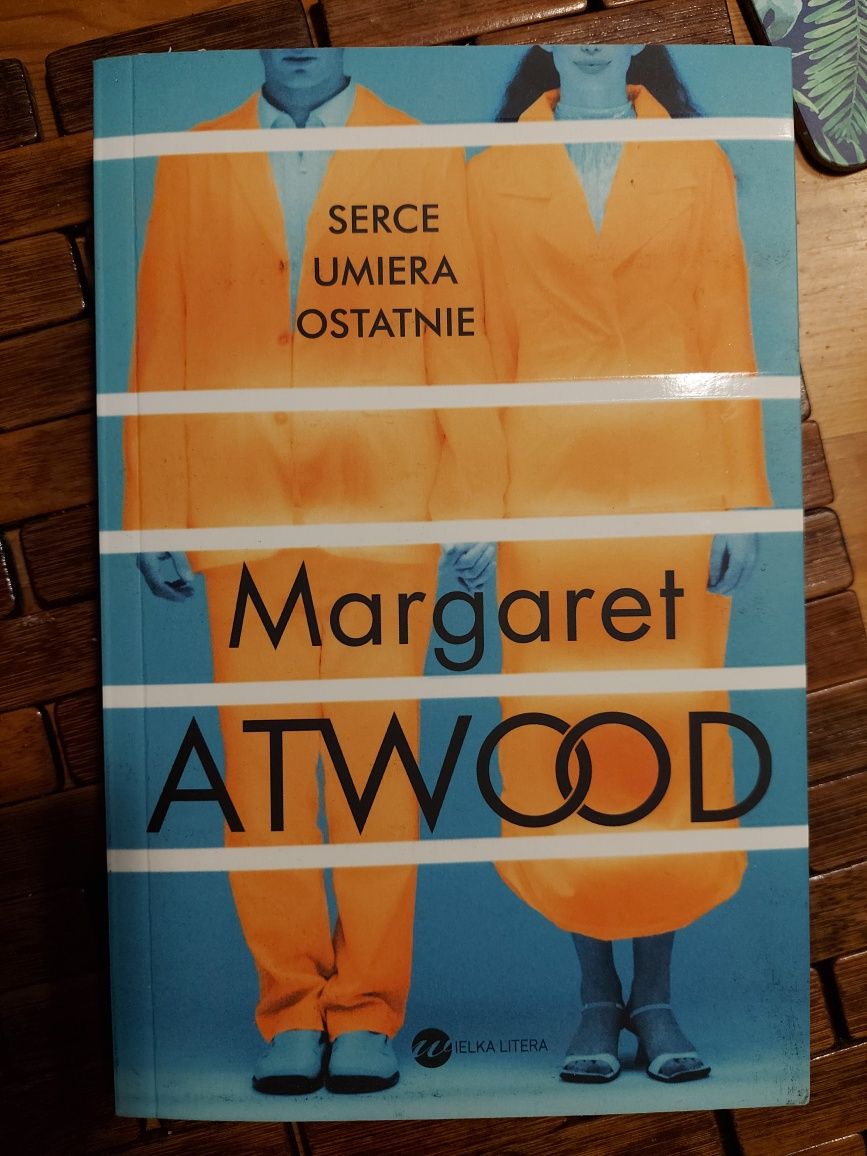 SERCE
UMIERA
OSTATNIE
Margaret
ATWOOD
WIELKA LITERA